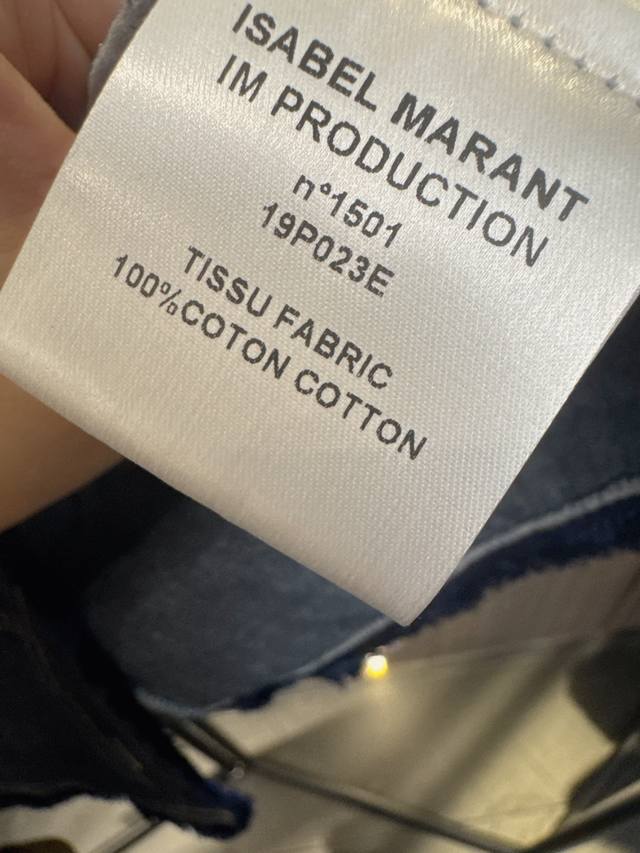 ISABEL MARANT
IM PRODUCTION
n°1501
19P023E
TISSU FABRIC
100%COTON COTTON